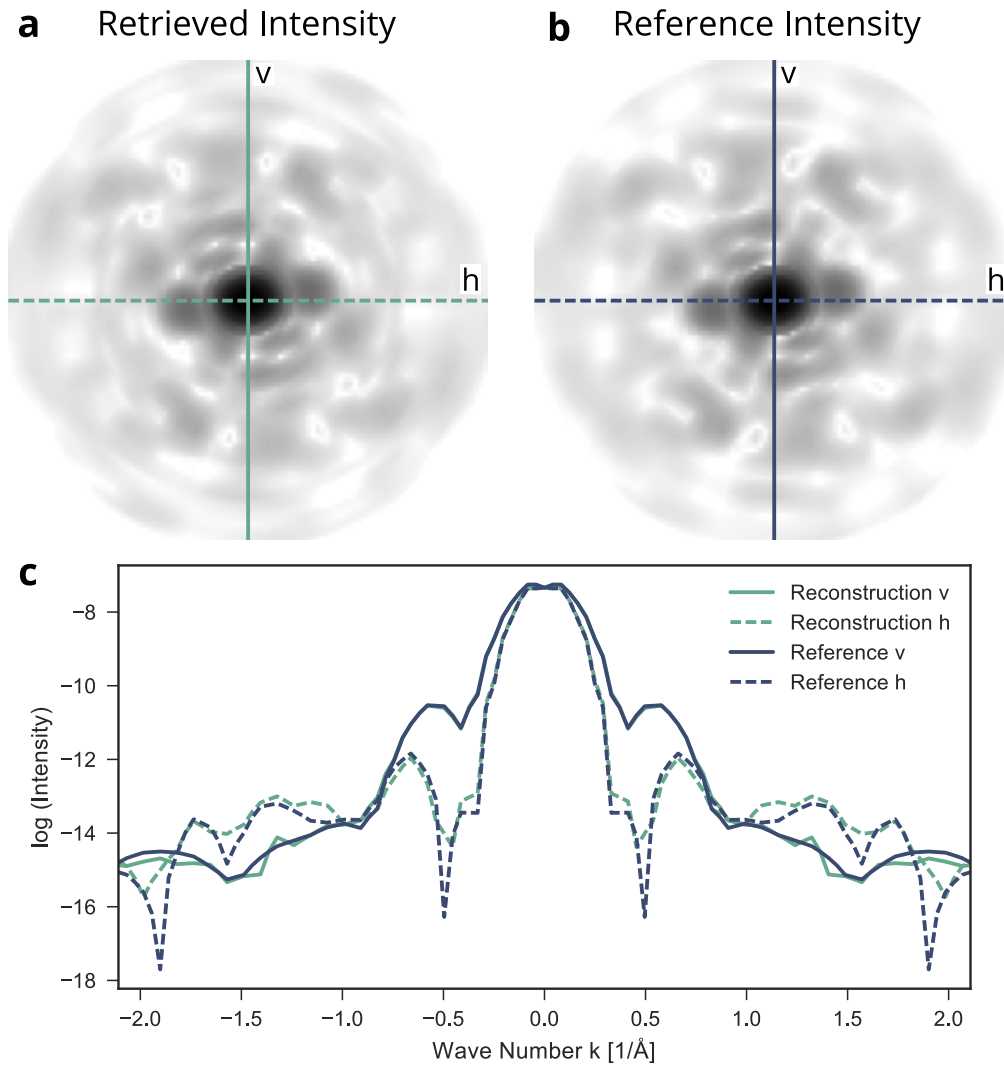 a Retrieved Intensity
b Reference Intensity
v
v
h
h
c
−8
−10
−12
−14
−16
−18
log (Intensity)
Reconstruction v
Reconstruction h
Reference v
Reference h
−2.0 −1.5 −1.0 −0.5 0.0 0.5 1.0 1.5 2.0
Wave Number k [1/Å]